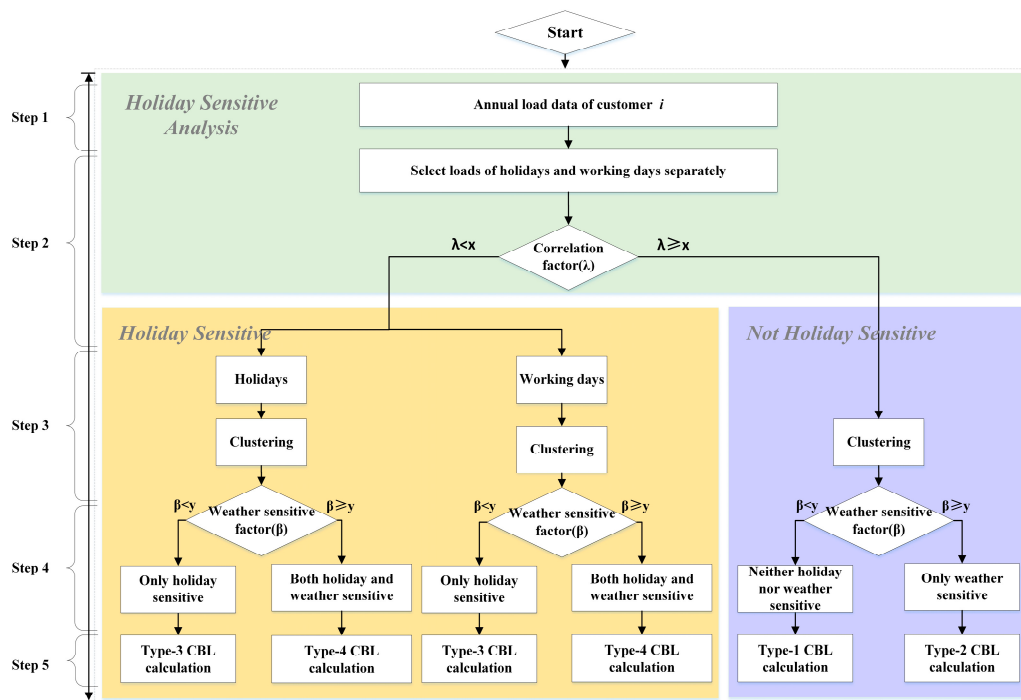 Start
Holiday Sensitive
Analysis
Step 1
Annual load data of customer i
Select loads of holidays and working days separately
Step 2
λ<x
Correlation
factor(λ)
λ≥x
Holiday Sensitive
Not Holiday Sensitive
Step 3
Holidays
Working days
Clustering
Clustering
Clustering
β<y
Weather sensitive
factor(β)
β≥y
β<y
Weather sensitive
factor(β)
β≥y
β<y
Weather sensitive
factor(β)
β≥y
Step 4
Only holiday
sensitive
Both holiday and
weather sensitive
Only holiday
sensitive
Both holiday and
weather sensitive
Neither holiday
nor weather
sensitive
Only weather
sensitive
Step 5
Type-3 CBL
calculation
Type-4 CBL
calculation
Type-3 CBL
calculation
Type-4 CBL
calculation
Type-1 CBL
calculation
Type-2 CBL
calculation